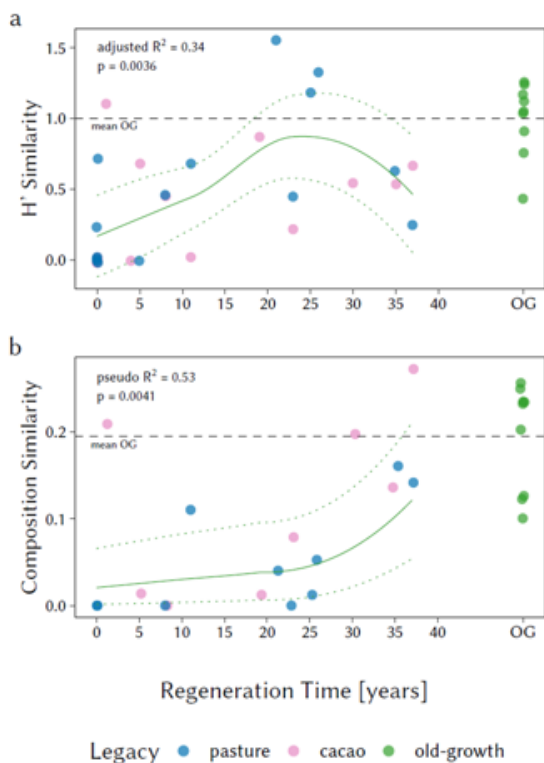 a
adjusted R² = 0.34
p = 0.0036
mean OG
H' Similarity
1.5
1.0
0.5
0.0
0 5 10 15 20 25 30 35 40 OG
b
pseudo R² = 0.53
p = 0.0041
mean OG
Composition Similarity
0.2
0.1
0.0
0 5 10 15 20 25 30 35 40 OG
Regeneration Time [years]
Legacy pasture cacao old-growth